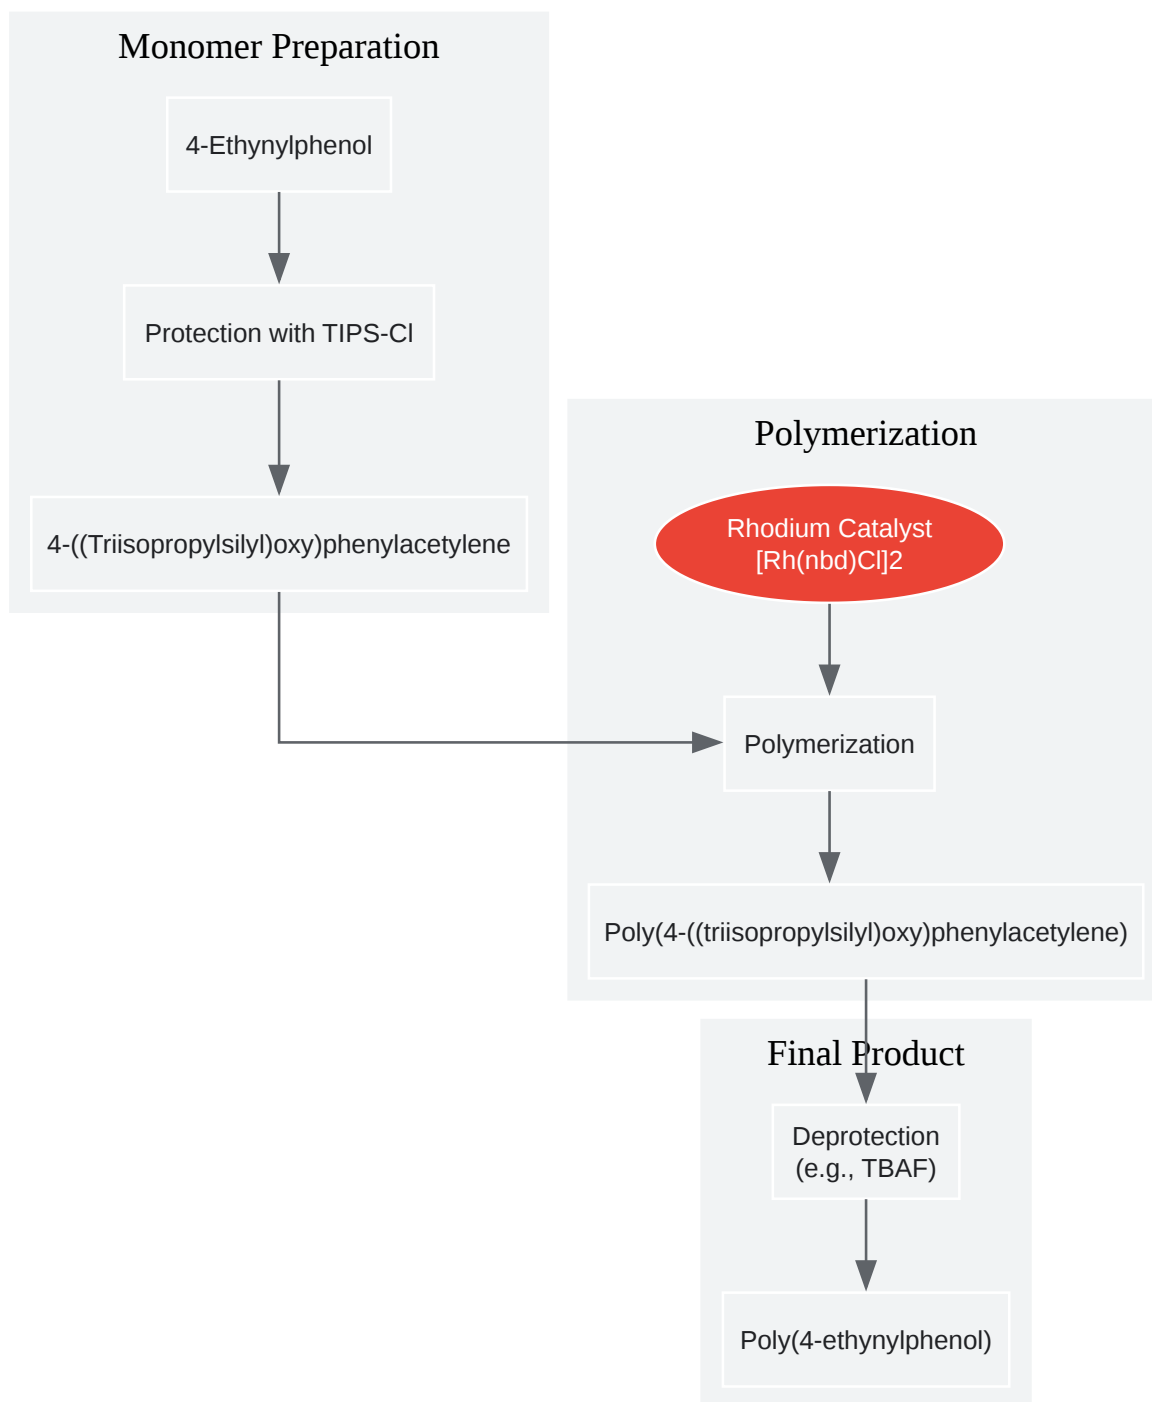 Monomer Preparation
4-Ethynylphenol
Protection with TIPS-Cl
4-((Triisopropylsilyl)oxy)phenylacetylene
Polymerization
Rhodium Catalyst
[Rh(nbd)Cl]2
Polymerization
Poly(4-((triisopropylsilyl)oxy)phenylacetylene)
Final Product
Deprotection
(e.g., TBAF)
Poly(4-ethynylphenol)